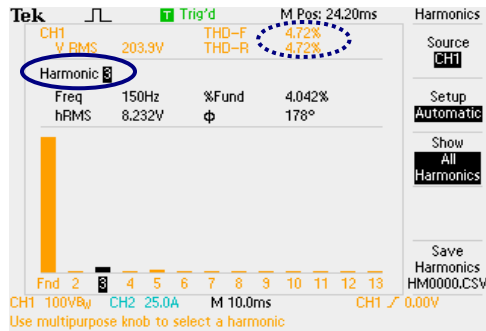 Tek T Trig'd M Pos: 24.20ms Harmonics
CH1 THD-F 4.72%
V RMS 203.9V THD-R 4.72%
Source
CH1
Harmonic 3
Freq 150Hz %Fund 4.042%
hRMS 8.232V ϕ 178°
Setup
Automatic
Show
All
Harmonics
Save
Harmonics
HM0000.CSV
Fnd 2 3 4 5 6 7 8 9 10 11 12 13
CH1 100VBW CH2 25.0A M 10.0ms CH1 0.00V
Use multipurpose knob to select a harmonic